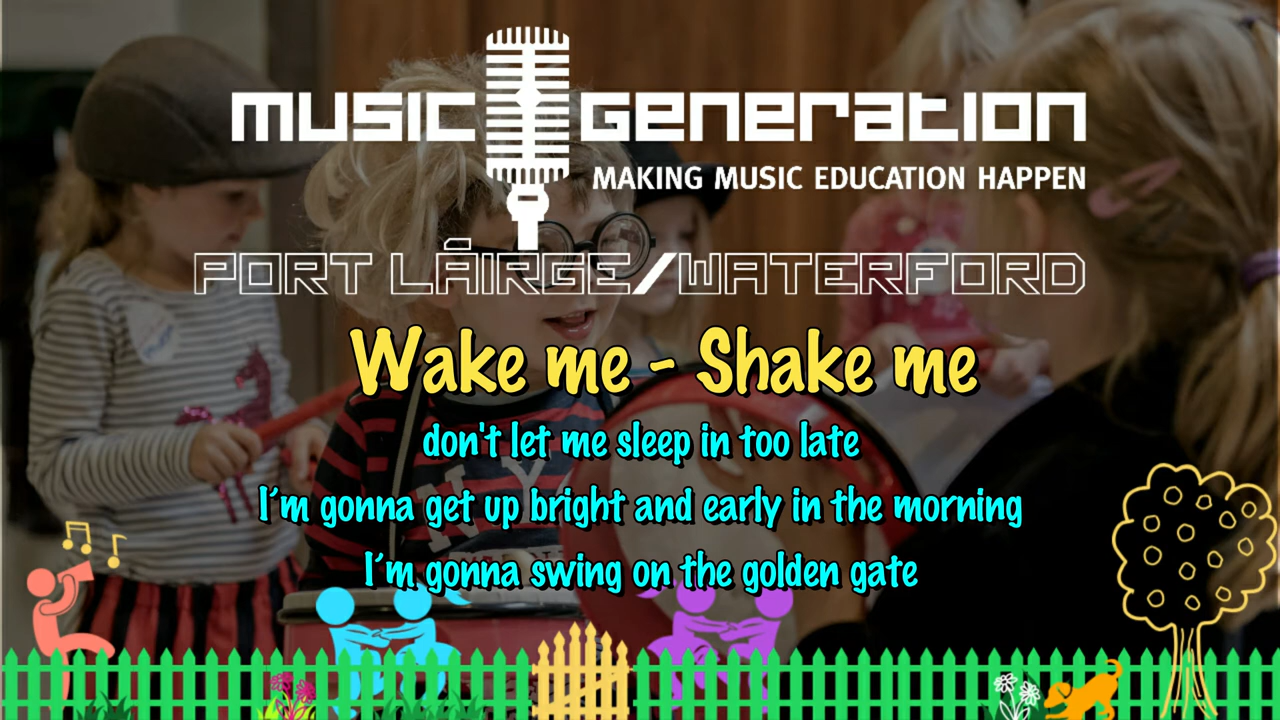 MUSIC GENERATION
MAKING MUSIC EDUCATION HAPPEN
PORT LÁIRGE/WATERFORD
Wake me - Shake me
don't let me sleep in too late
I'm gonna get up bright and early in the morning
I'm gonna swing on the golden gate
N Y